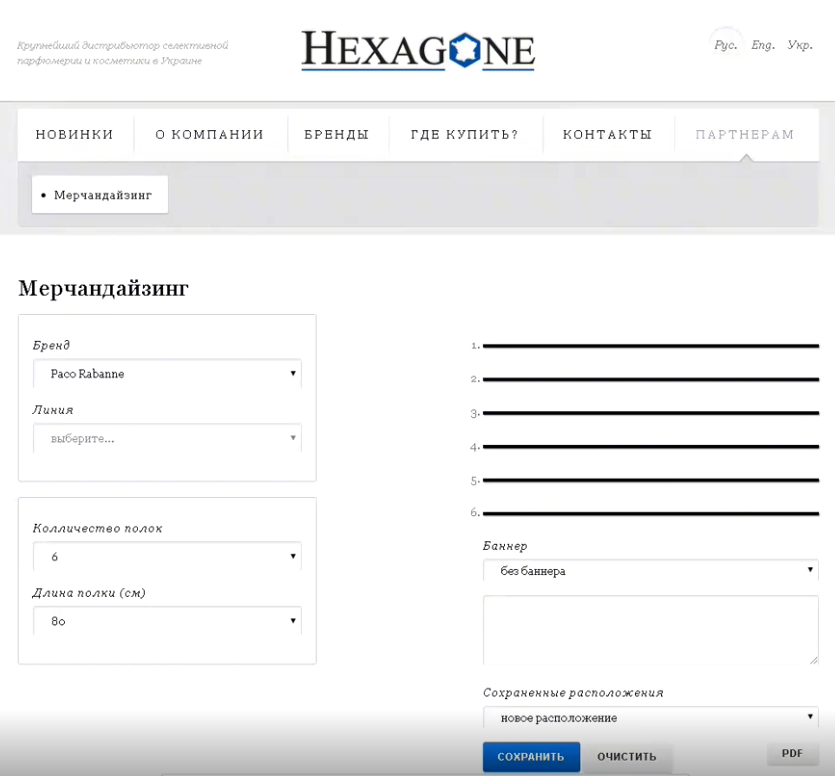 Крупнейший дистрибьютор селективной
парфюмерии и косметики в Украине
HEXAGONE
Рус. Eng. Укр.
НОВИНКИ О КОМПАНИИ БРЕНДЫ ГДЕ КУПИТЬ? КОНТАКТЫ ПАРТНЕРАМ
• Мерчандайзинг
Мерчандайзинг
Бренд
Paco Rabanne
Линия
выберите...
Колличество полок
6
Длина полки (см)
80
1.
2.
3.
4.
5.
6.
Баннер
без баннера
Сохраненные расположения
новое расположение
СОХРАНИТЬ ОЧИСТИТЬ PDF